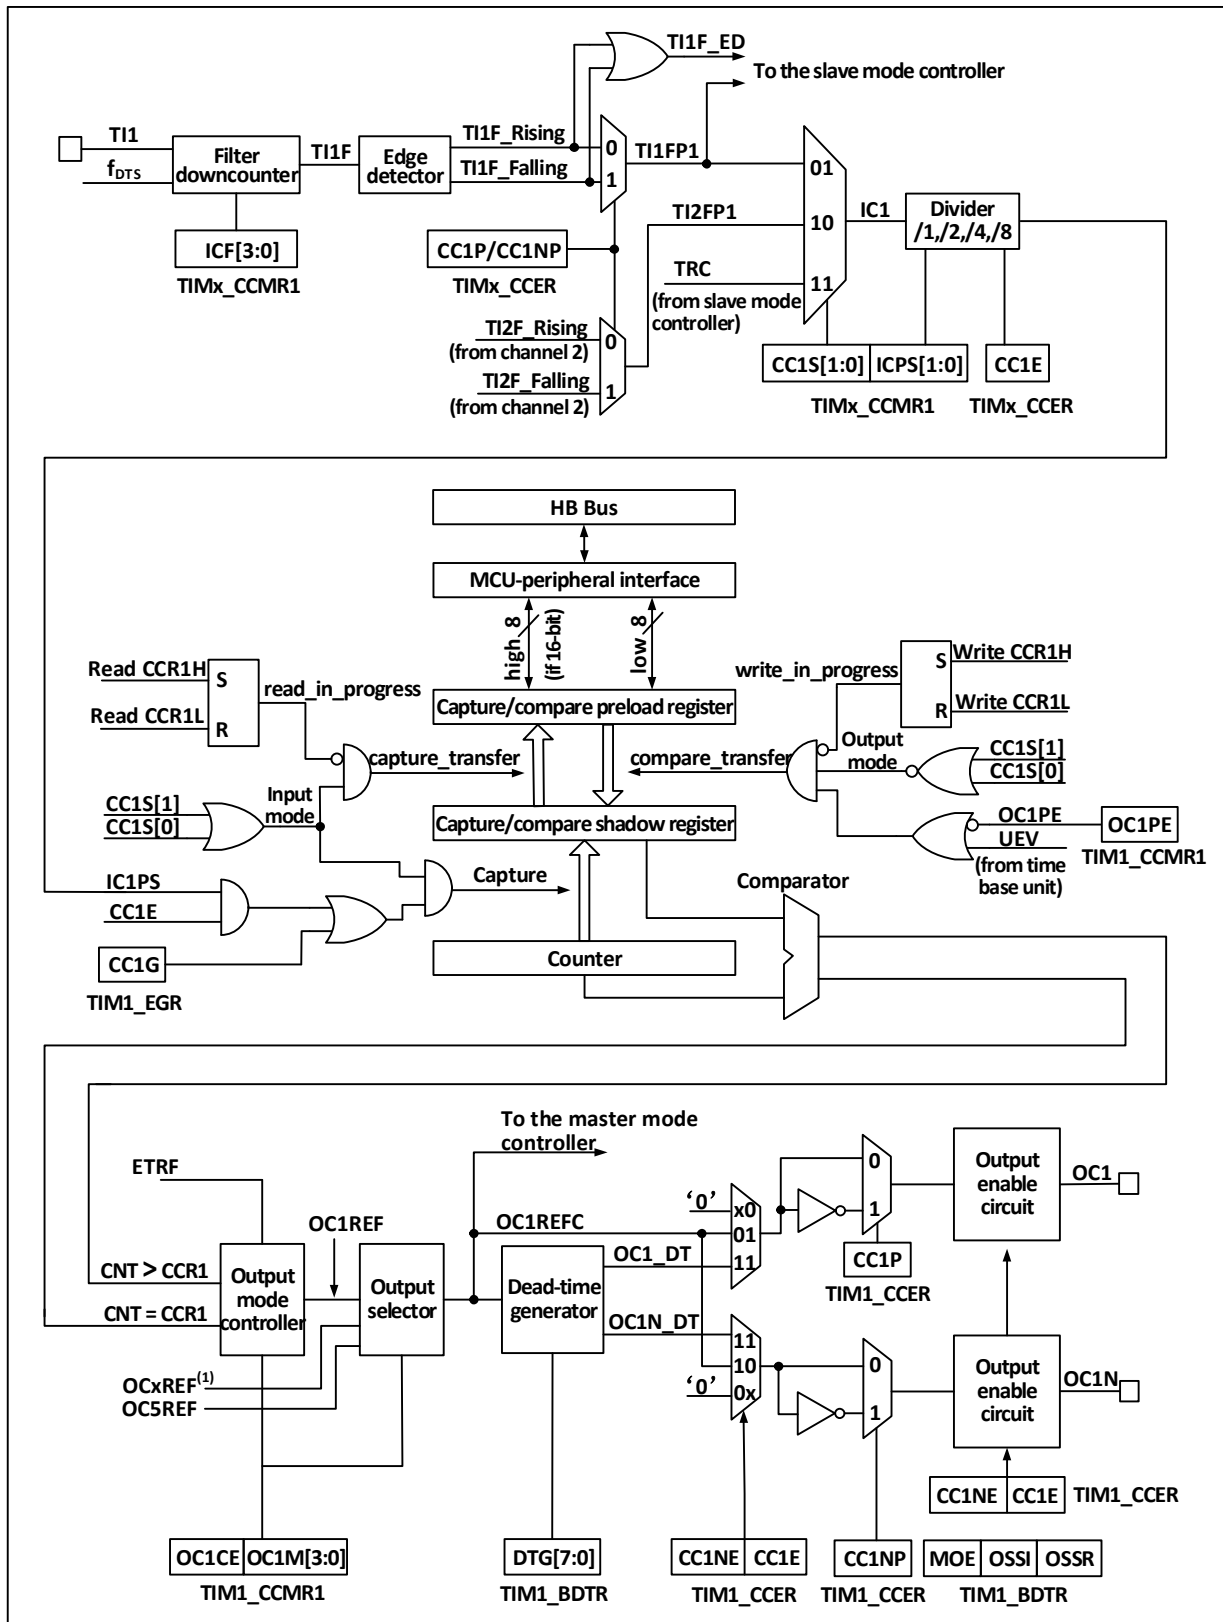 TI1F_ED
To the slave mode controller
TI1
f_DTS
Filter
downcounter
TI1F
Edge
detector
TI1F_Rising
TI1F_Falling
0
1
TI1FP1
TI2FP1
TRC
(from slave mode
controller)
01
10
11
IC1
Divider
/1,/2,/4,/8
ICF[3:0]
TIMx_CCMR1
CC1P/CC1NP
TIMx_CCER
TI2F_Rising
(from channel 2)
TI2F_Falling
(from channel 2)
0
1
CC1S[1:0]
ICPS[1:0]
TIMx_CCMR1
CC1E
TIMx_CCER
HB Bus
MCU-peripheral interface
high
8
(if 16-bit)
low
8
Read CCR1H
Read CCR1L
S
R
read_in_progress
Capture/compare preload register
write_in_progress
S
R
Write CCR1H
Write CCR1L
capture_transfer
compare_transfer
Output
mode
CC1S[1]
CC1S[0]
CC1S[1]
CC1S[0]
Input
mode
Capture/compare shadow register
OC1PE
UEV
(from time
base unit)
OC1PE
TIM1_CCMR1
IC1PS
CC1E
Capture
Comparator
CC1G
TIM1_EGR
Counter
To the master mode
controller
ETRF
OC1REF
CNT > CCR1
CNT = CCR1
Output
mode
controller
Output
selector
OCxREF(1)
OC5REF
OC1REFC
Dead-time
generator
OC1_DT
OC1N_DT
‘0’
x0
01
11
11
10
0x
‘0’
0
1
CC1P
TIM1_CCER
0
1
Output
enable
circuit
OC1
Output
enable
circuit
OC1N
CC1NE
CC1E
TIM1_CCER
OC1CE
OC1M[3:0]
TIM1_CCMR1
DTG[7:0]
TIM1_BDTR
CC1NE
CC1E
TIM1_CCER
CC1NP
TIM1_CCER
MOE
OSSI
OSSR
TIM1_BDTR